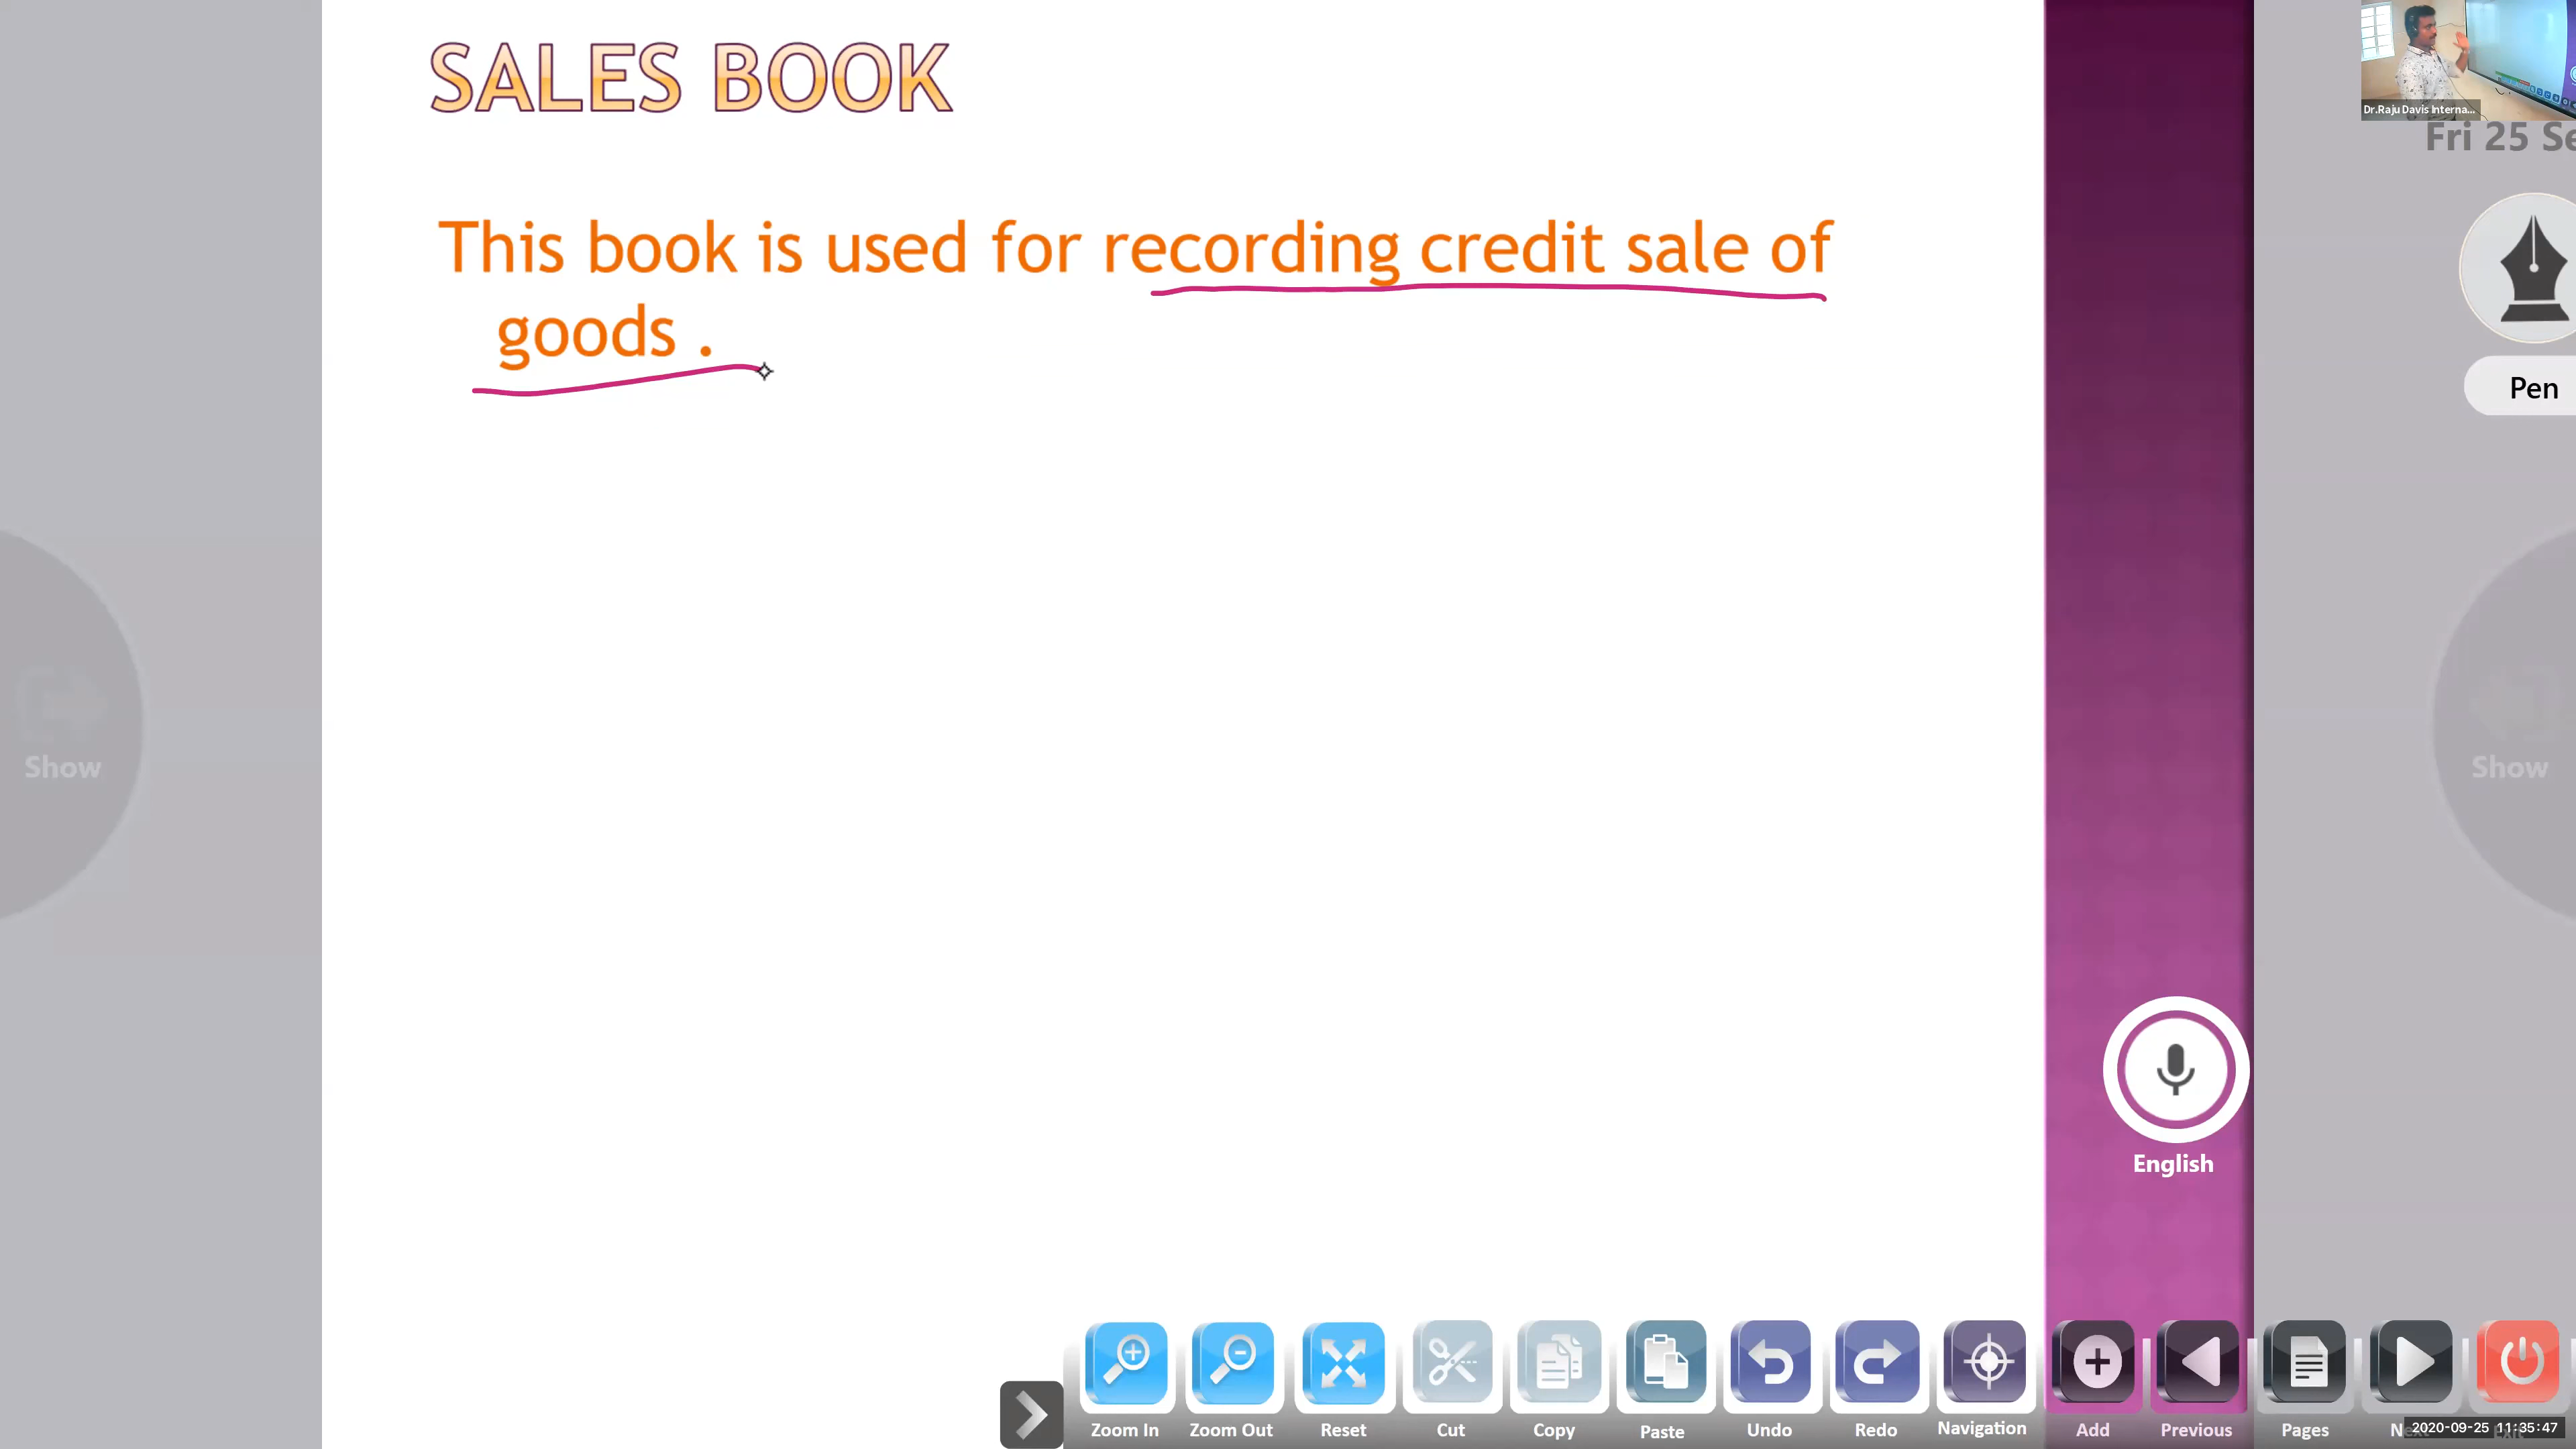 SALES BOOK
Dr.Raju Davis Interna...
Fri 25 Se
This book is used for recording credit sale of
goods .
Pen
Show
Show
English
Zoom In Zoom Out Reset Cut Copy Paste Undo Redo Navigation Add Previous Pages
2020-09-25 11:35:47